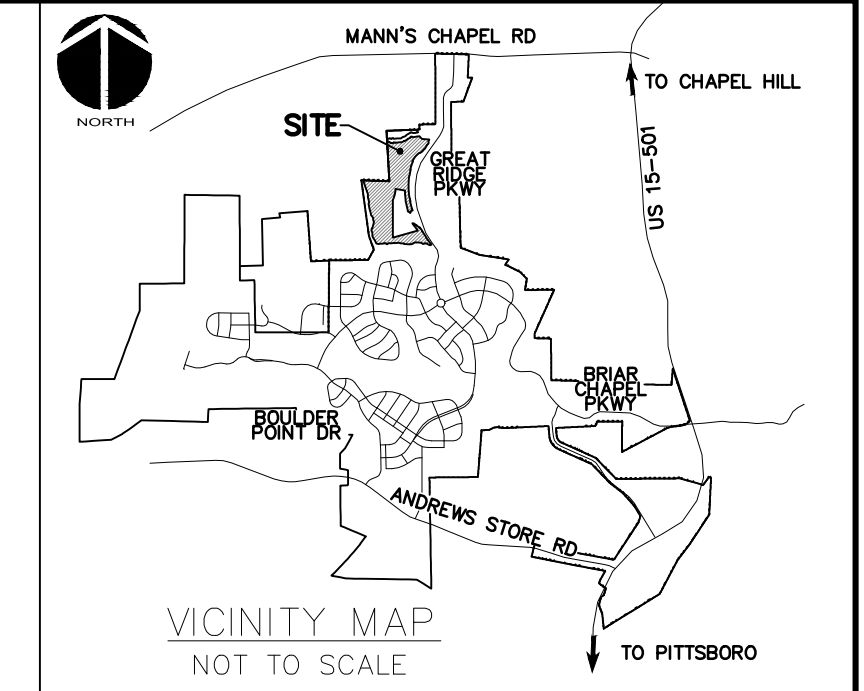 MANN'S CHAPEL RD
TO CHAPEL HILL
NORTH
SITE
GREAT
RIDGE
PKWY
US 15-501
BRIAR
CHAPEL
PKWY
BOULDER
POINT DR
ANDREWS STORE RD
VICINITY MAP
NOT TO SCALE
TO PITTSBORO